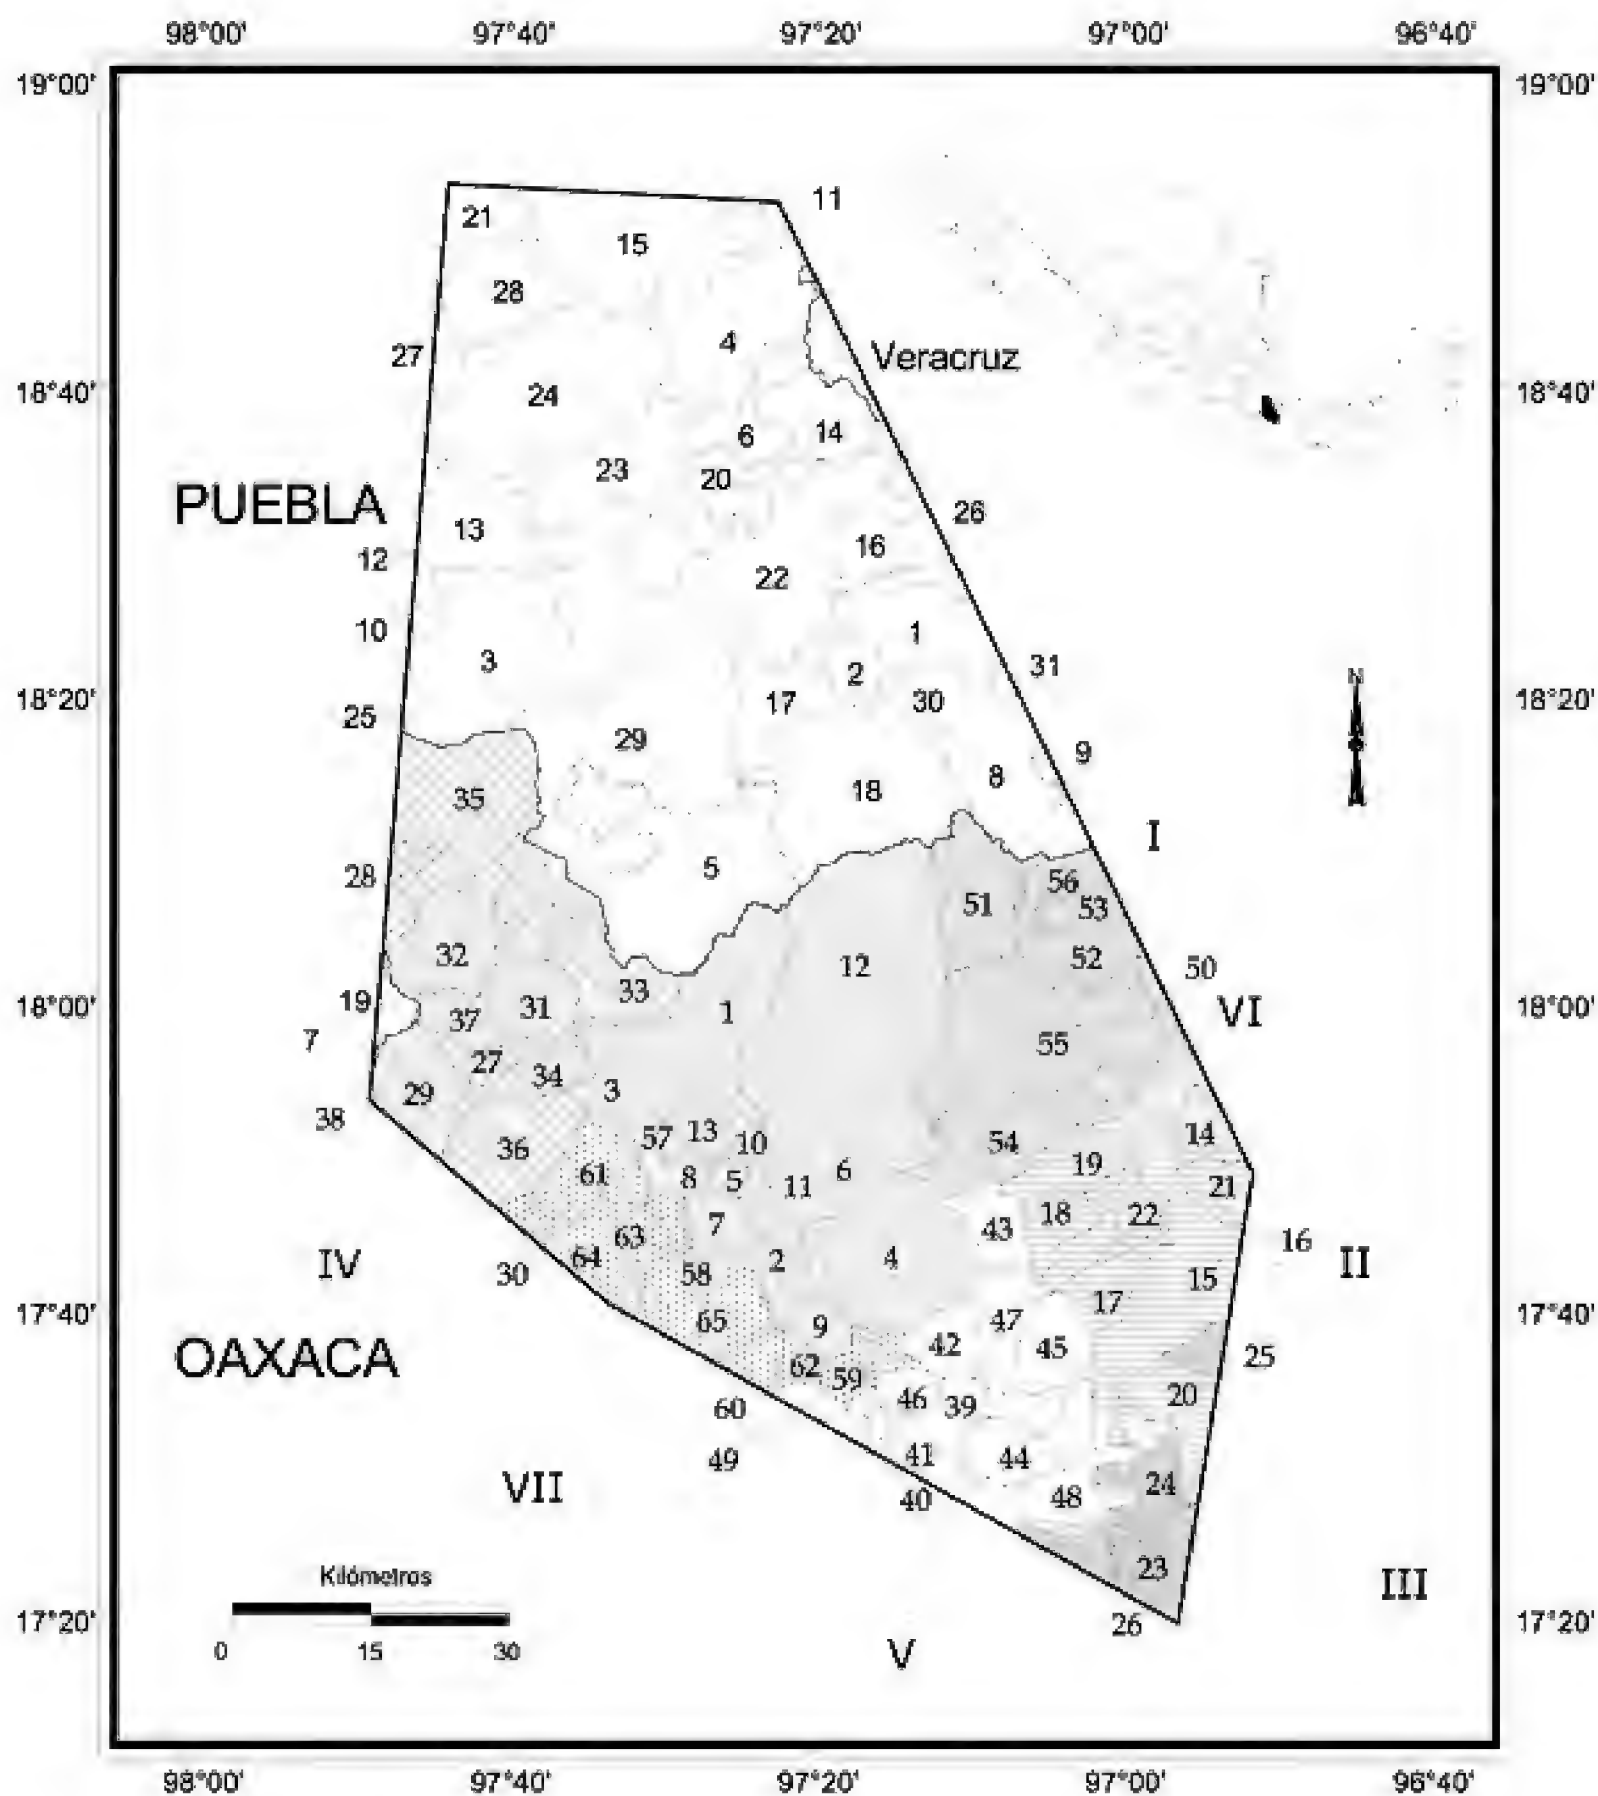 98°00' 97°40' 97°20' 97°00' 96°40'
19°00' 19°00'
11
21
15
28
4
27 Veracruz
18°40' 24 18°40'
6 14
23 20
PUEBLA 26
13
12 16
22
10 1
3 2 31
18°20' 17 30 18°20'
25
29 9
8
35 18
I
5
28 56
51 53
32 12 52 50
33
18°00' 19 31 1 VI 18°00'
37
7 55
27 34
29 3
38 57 13 10 14
36 54
61 8 5 11 6 19 21
7 18 22
63 43 16
IV 64 2 4 II
30 58 15
17
17°40' 65 9 47 17°40'
OAXACA 42 45 25
62 59
46 39 20
60
49 41 44
VII 24
40 48
Kilómetros 23
III
17°20' 26 17°20'
0 15 30 V
98°00' 97°40' 97°20' 97°00' 96°40'
N